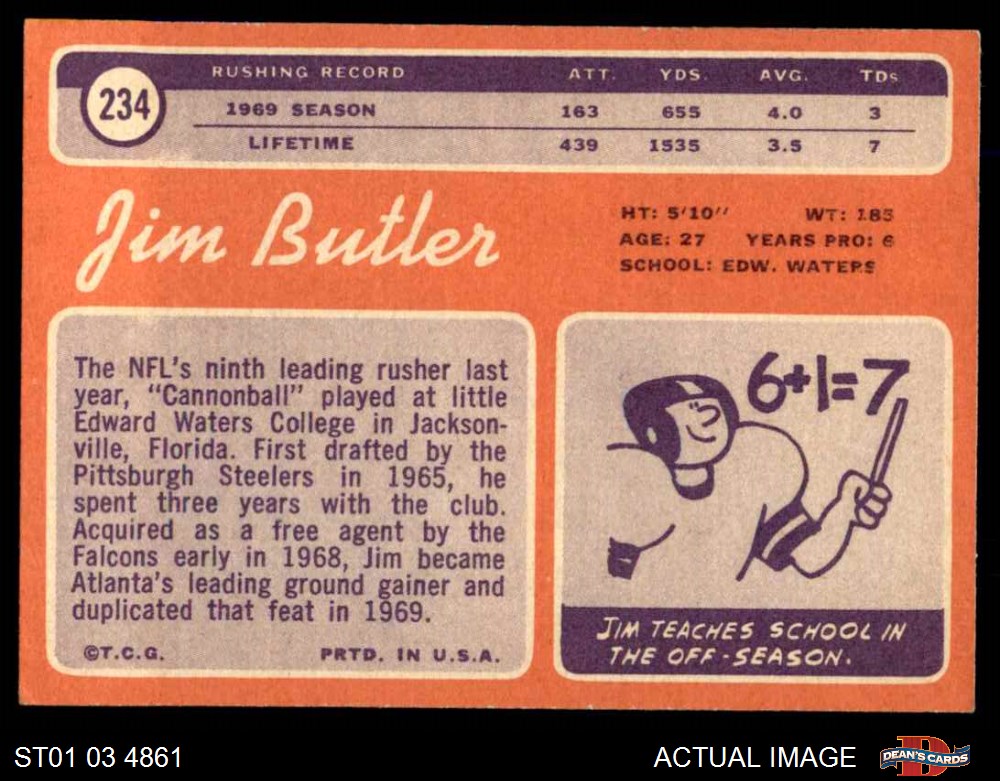 RUSHING RECORD ATT. YDS. AVG. TDs
234
1969 SEASON 163 655 4.0 3
LIFETIME 439 1535 3.5 7
Jim Butler
HT: 5'10" WT: 185
AGE: 27 YEARS PRO: 6
SCHOOL: EDW. WATERS
The NFL's ninth leading rusher last
year, "Cannonball" played at little
Edward Waters College in Jackson-
ville, Florida. First drafted by the
Pittsburgh Steelers in 1965, he
spent three years with the club.
Acquired as a free agent by the
Falcons early in 1968, Jim became
Atlanta's leading ground gainer and
duplicated that feat in 1969.
©T.C.G. PRTD. IN U.S.A.
6+1=7
JIM TEACHES SCHOOL IN
THE OFF-SEASON.
ST01 03 4861
ACTUAL IMAGE
D
DEAN'S CARDS